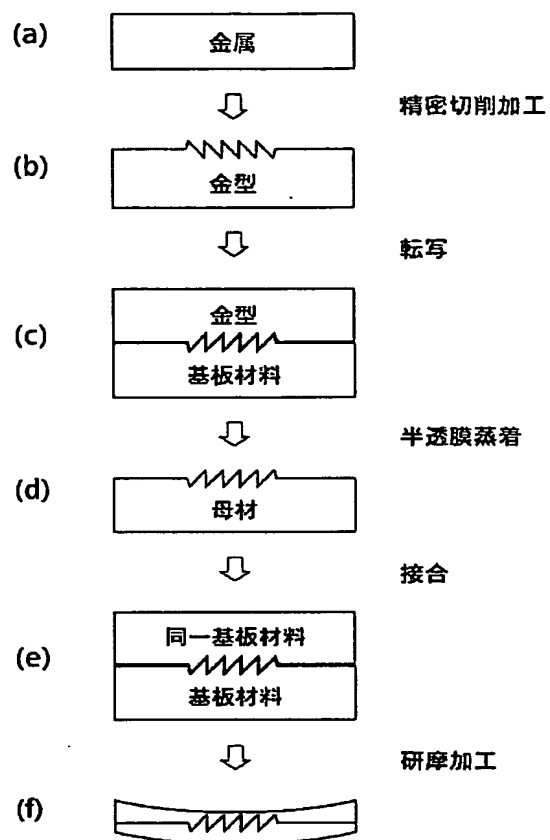 (a)
金属
精密切削加工
(b)
金型
転写
(c)
金型
基板材料
半透膜蒸着
(d)
母材
接合
(e)
同一基板材料
基板材料
研摩加工
(f)